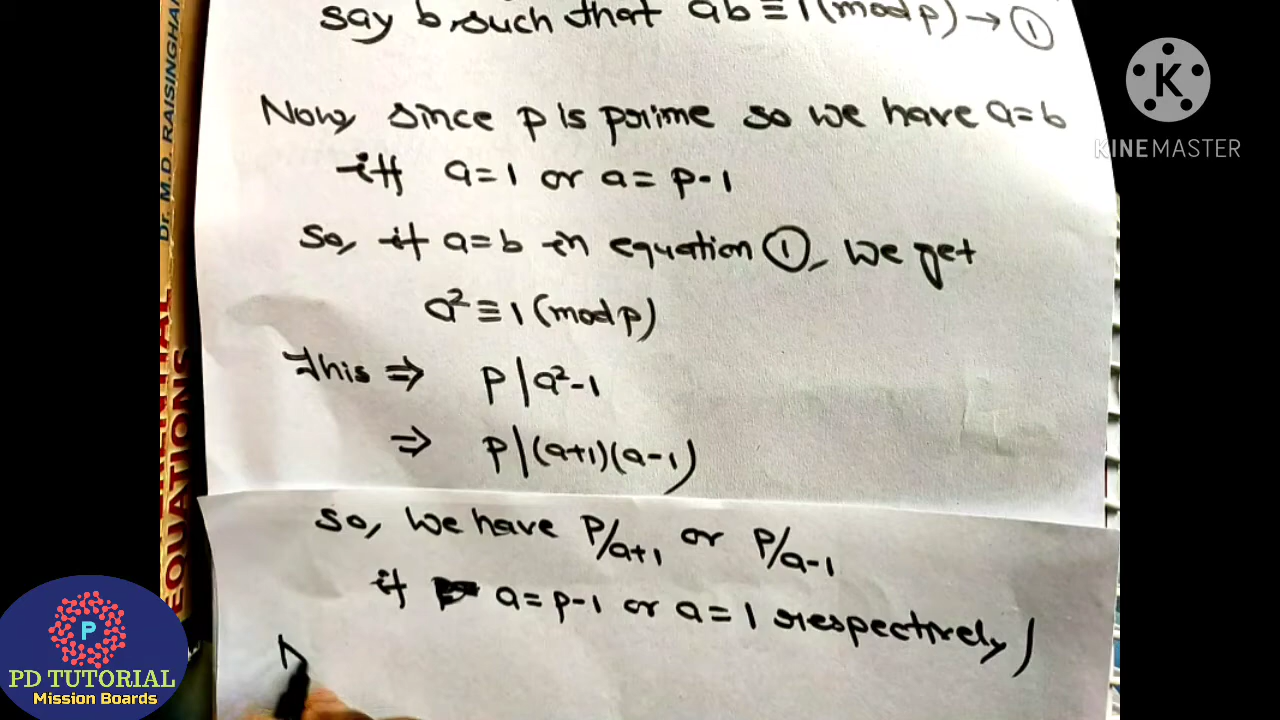 say b, such that ab ≡ 1 (mod p) → ①
Now, since p is prime so we have a=b
iff a=1 or a= p-1
So, if a=b in equation ①, we get
a² ≡ 1 (mod p)
This ⇒ p | a²-1
⇒ p | (a+1)(a-1)
so, we have p/a+1 or p/a-1
if a = p-1 or a = 1 respectively)
Dr. M.D. RAISINGHAN
EQUATIONS
K
KINEMASTER
P
PD TUTORIAL
Mission Boards